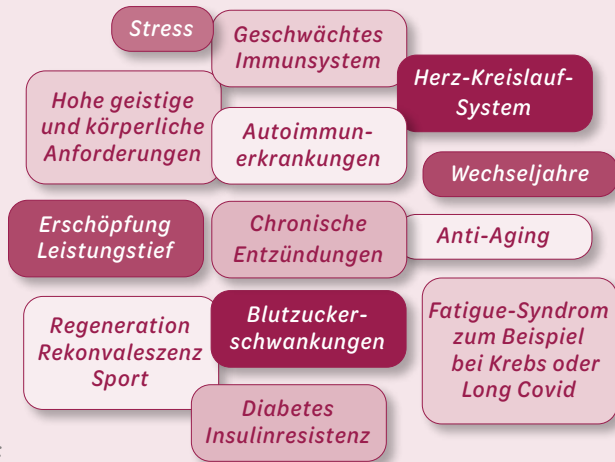 Stress
Geschwächtes
Immunsystem
Herz-Kreislauf-
System
Hohe geistige
und körperliche
Anforderungen
Autoimmun-
erkrankungen
Wechseljahre
Erschöpfung
Leistungstief
Chronische
Entzündungen
Anti-Aging
Regeneration
Rekonvaleszenz
Sport
Blutzucker-
schwankungen
Fatigue-Syndrom
zum Beispiel
bei Krebs oder
Long Covid
Diabetes
Insulinresistenz